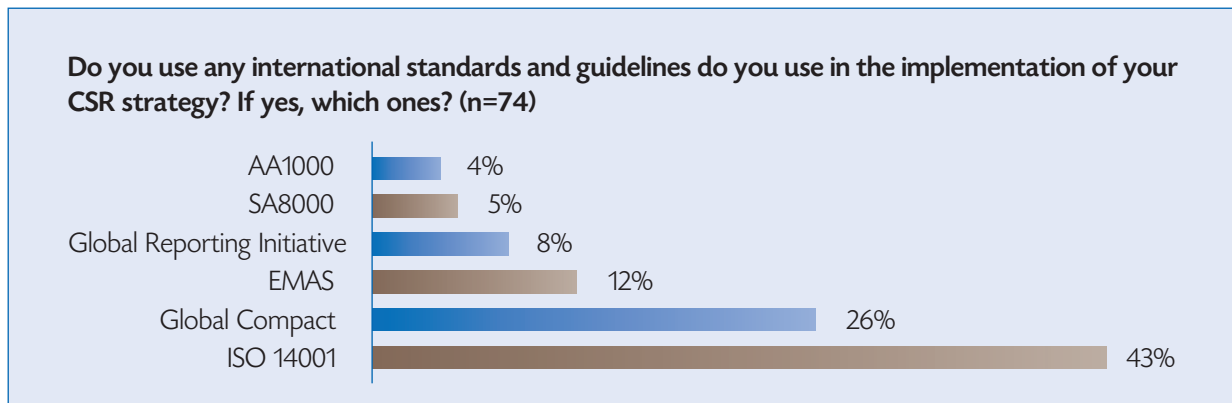 Do you use any international standards and guidelines do you use in the implementation of your
CSR strategy? If yes, which ones? (n=74)
AA1000 4%
SA8000 5%
Global Reporting Initiative 8%
EMAS 12%
Global Compact 26%
ISO 14001 43%